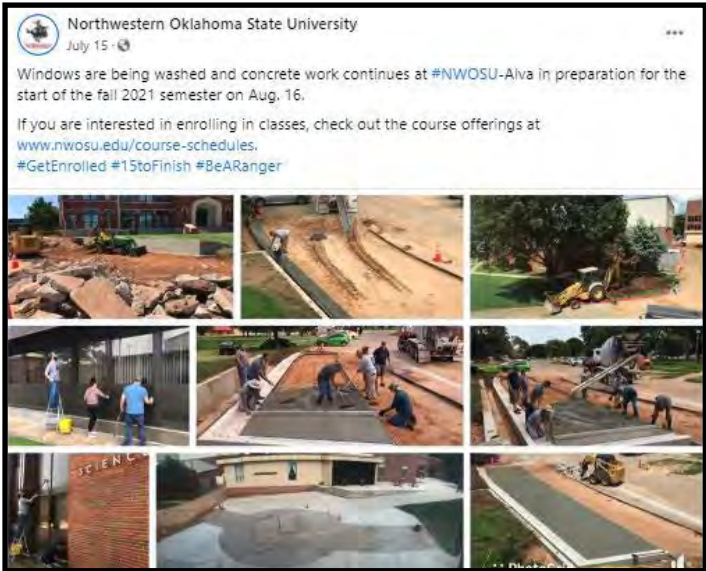 Northwestern Oklahoma State University
July 15 ·
Windows are being washed and concrete work continues at #NWOSU-Alva in preparation for the
start of the fall 2021 semester on Aug. 16.
If you are interested in enrolling in classes, check out the course offerings at
www.nwosu.edu/course-schedules.
#GetEnrolled #15toFinish #BeARanger
SCIENC